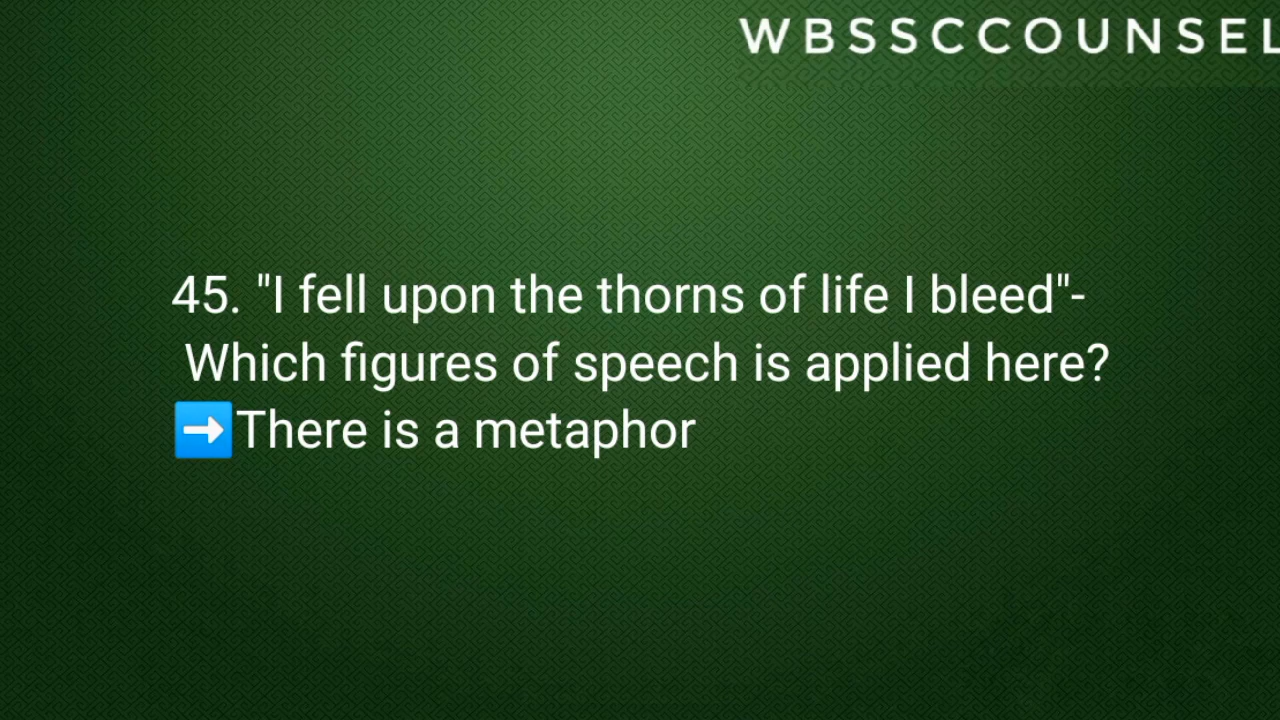 WBSSCCOUNSEL
45. "I fell upon the thorns of life I bleed"-
Which figures of speech is applied here?
➡️There is a metaphor